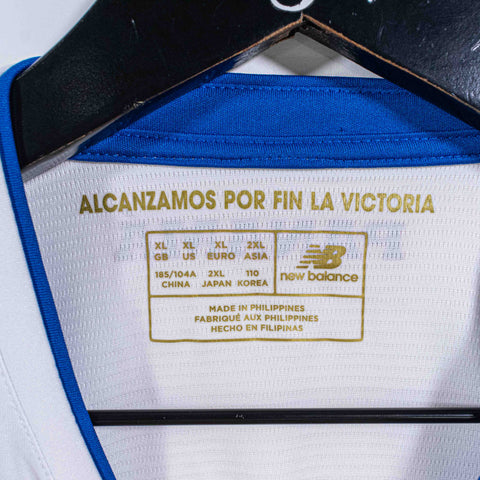 ALCANZAMOS POR FIN LA VICTORIA
XL GB XL US XL EURO 2XL ASIA
185/104A CHINA 2XL JAPAN 110 KOREA
NB
new balance
MADE IN PHILIPPINES
FABRIQUÉ AUX PHILIPPINES
HECHO EN FILIPINAS